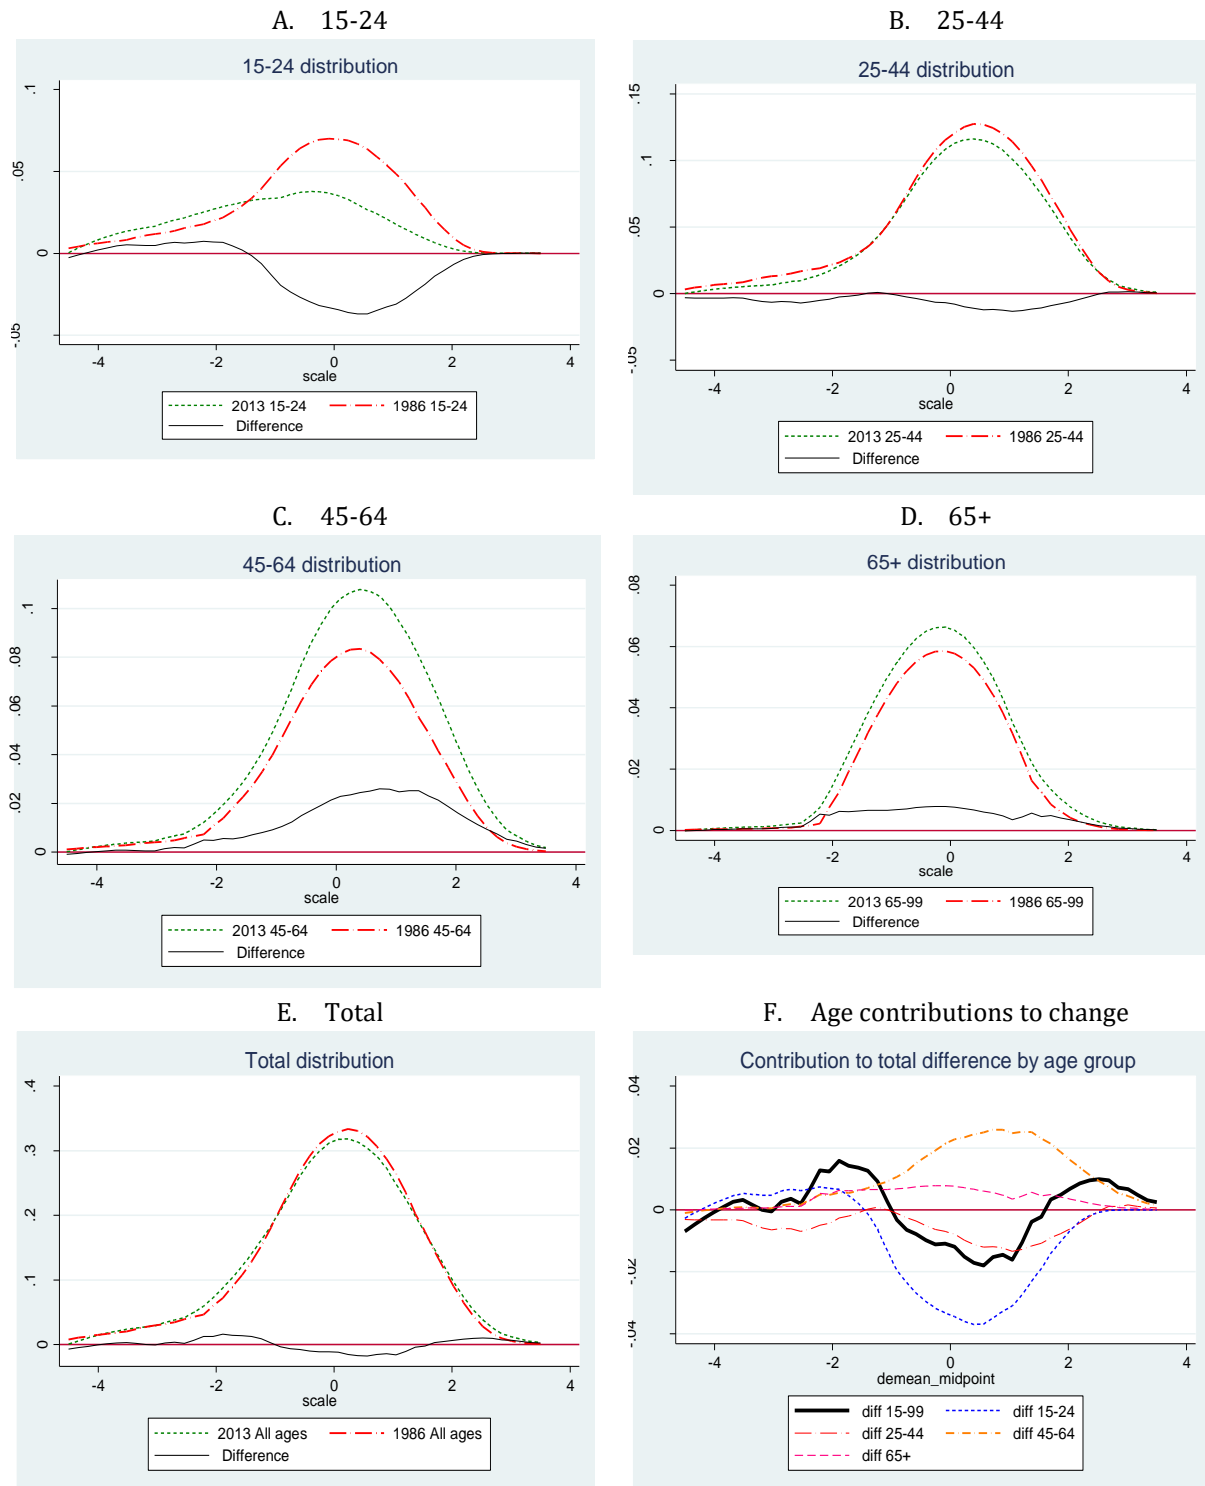 A. 15-24
15-24 distribution
.1
.05
0
-.05
-4 -2 0 2 4
scale
2013 15-24 1986 15-24
Difference
B. 25-44
25-44 distribution
.15
.1
.05
0
-.05
-4 -2 0 2 4
scale
2013 25-44 1986 25-44
Difference
C. 45-64
45-64 distribution
.1
.08
.06
.04
.02
0
-4 -2 0 2 4
scale
2013 45-64 1986 45-64
Difference
D. 65+
65+ distribution
.08
.06
.04
.02
0
-4 -2 0 2 4
scale
2013 65-99 1986 65-99
Difference
E. Total
Total distribution
.4
.3
.2
.1
0
-4 -2 0 2 4
scale
2013 All ages 1986 All ages
Difference
F. Age contributions to change
Contribution to total difference by age group
.04
.02
0
-.02
-.04
-4 -2 0 2 4
demean_midpoint
diff 15-99 diff 15-24
diff 25-44 diff 45-64
diff 65+